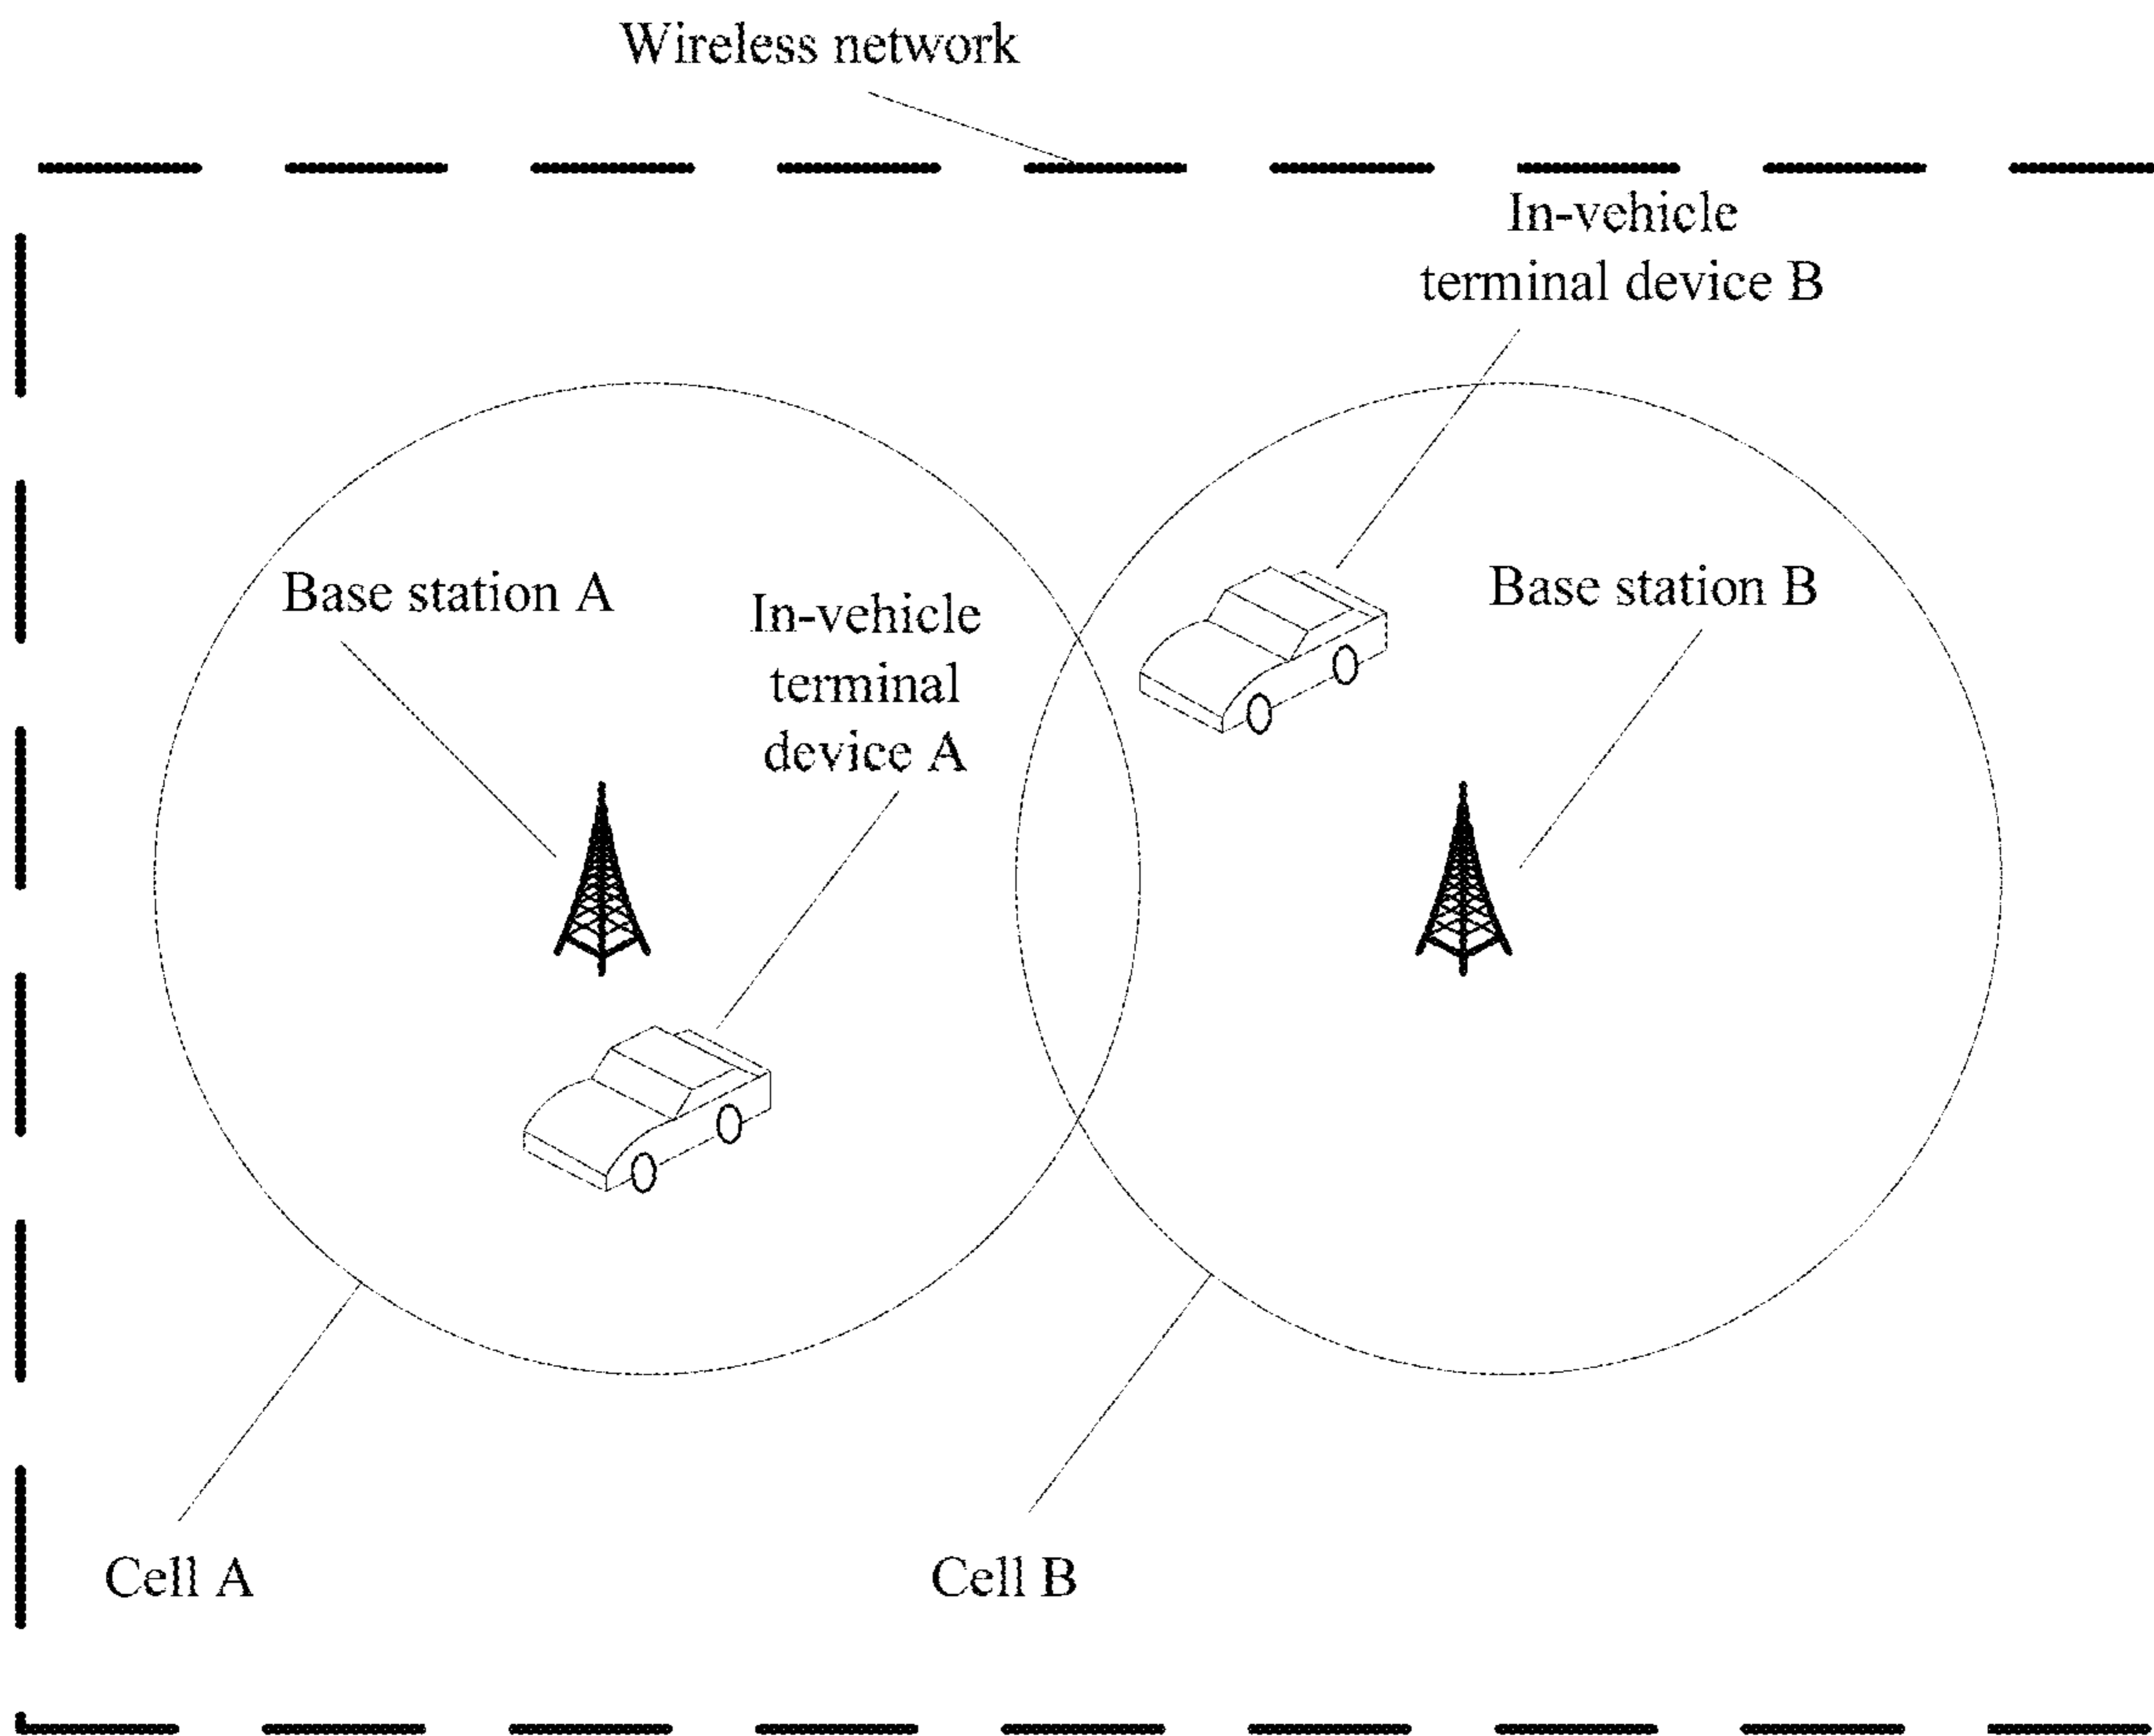 Wireless network
In-vehicle
terminal device B
Base station A
In-vehicle
terminal
device A
Base station B
Cell A
Cell B